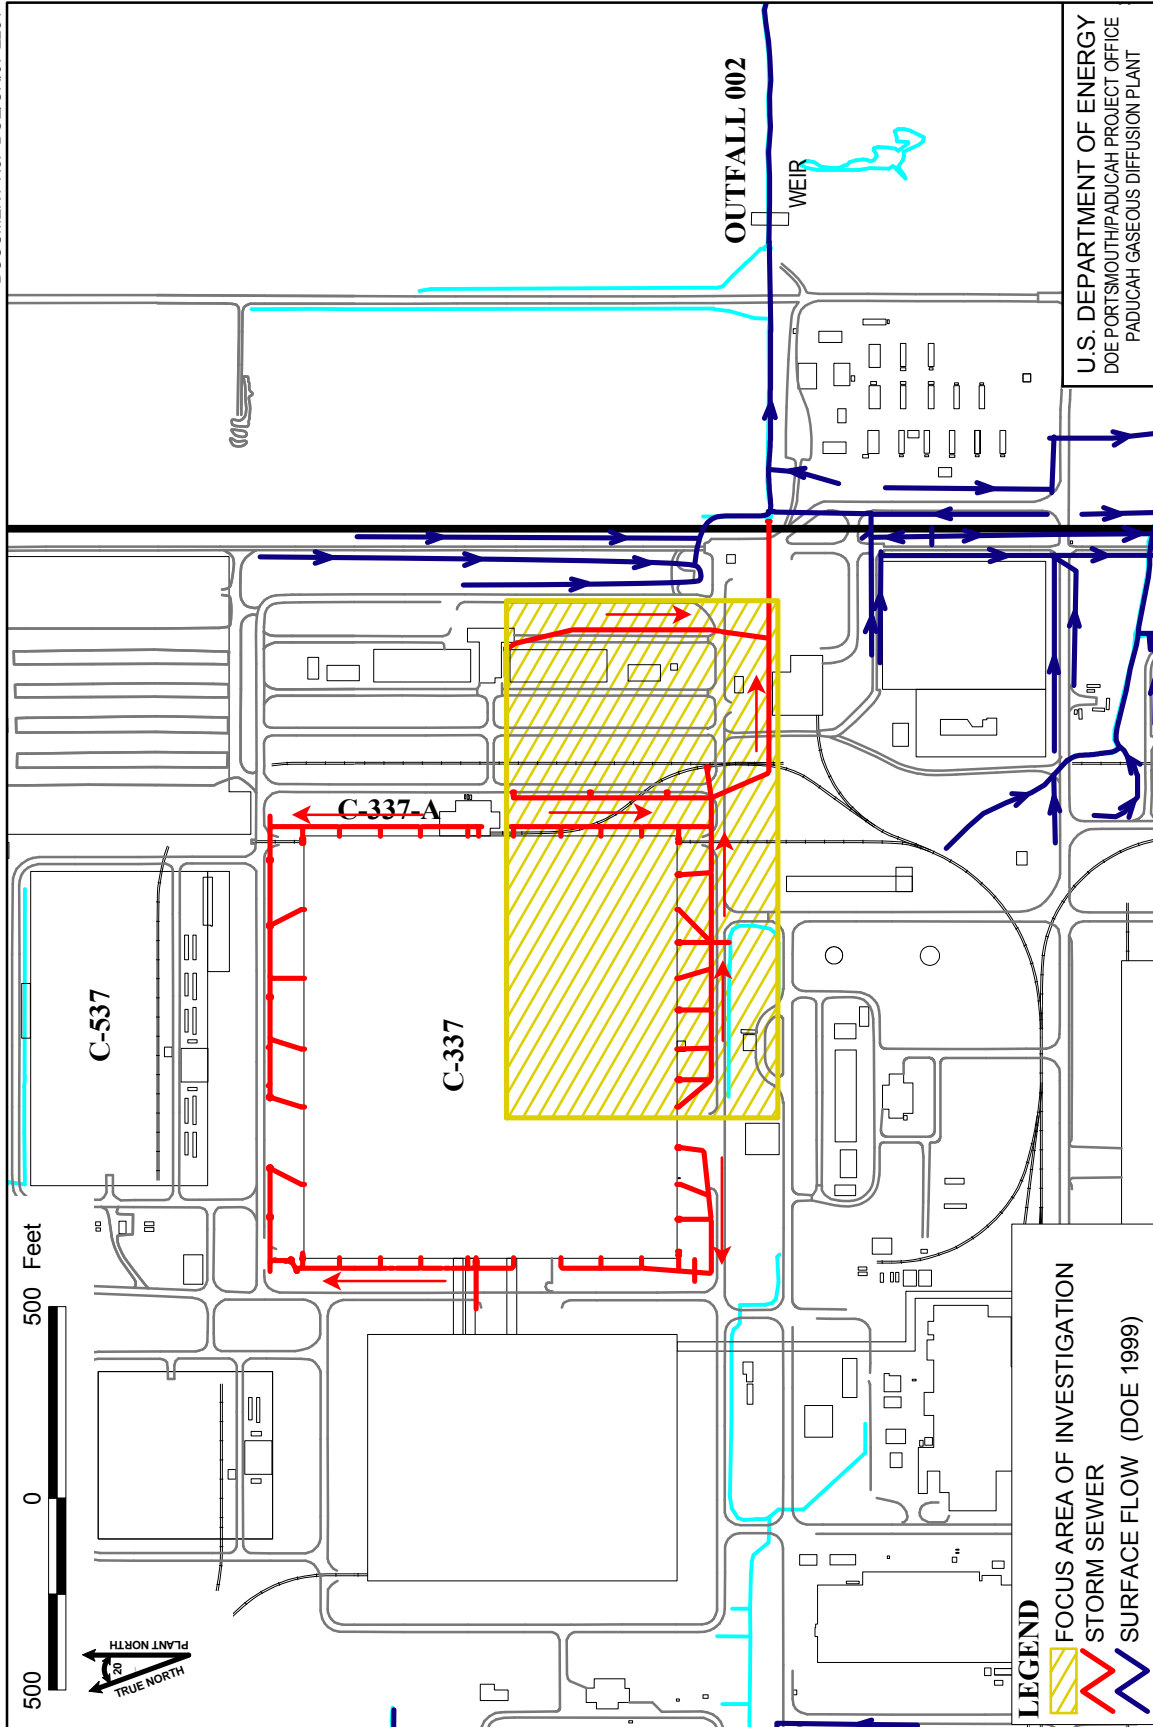 C-537
C-337-A
C-337
OUTFALL 002
WEIR
500 0 500 Feet
PLANT NORTH
20
TRUE NORTH
LEGEND
FOCUS AREA OF INVESTIGATION
STORM SEWER
SURFACE FLOW (DOE 1999)
U.S. DEPARTMENT OF ENERGY
DOE PORTSMOUTH/PADUCAH PROJECT OFFICE
PADUCAH GASEOUS DIFFUSION PLANT